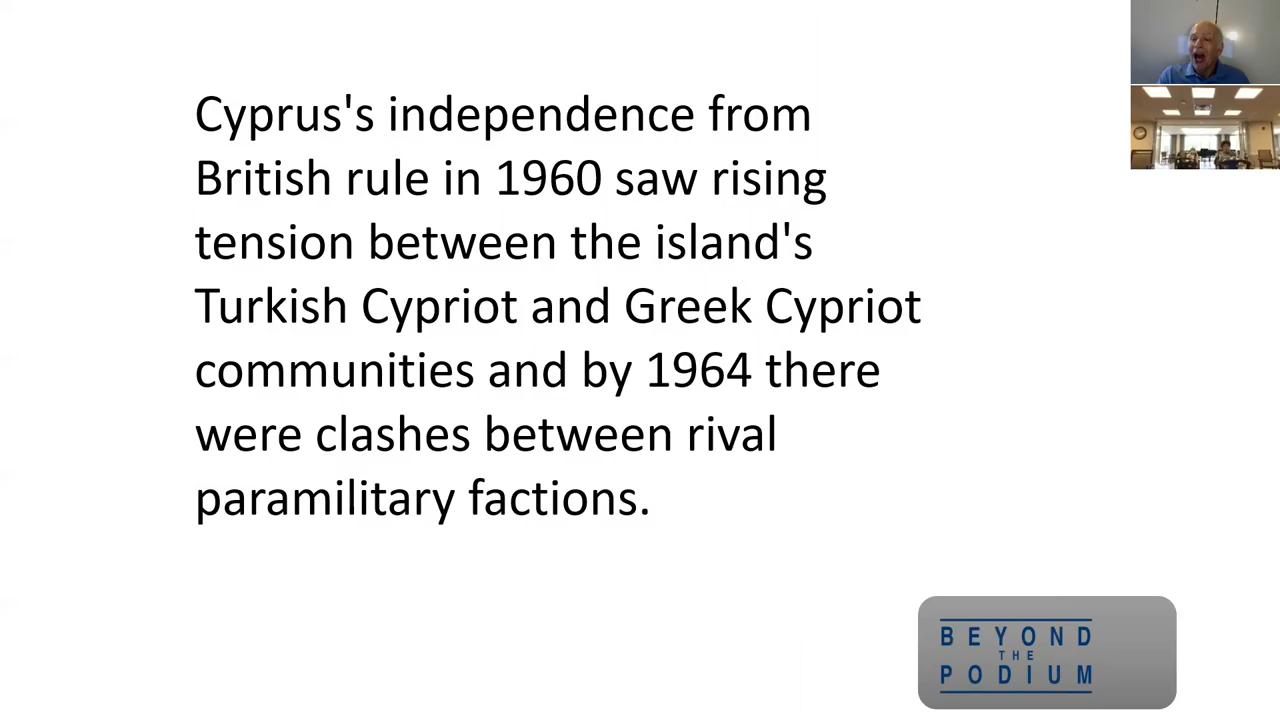 Cyprus's independence from
British rule in 1960 saw rising
tension between the island's
Turkish Cypriot and Greek Cypriot
communities and by 1964 there
were clashes between rival
paramilitary factions.
BEYOND
THE
PODIUM